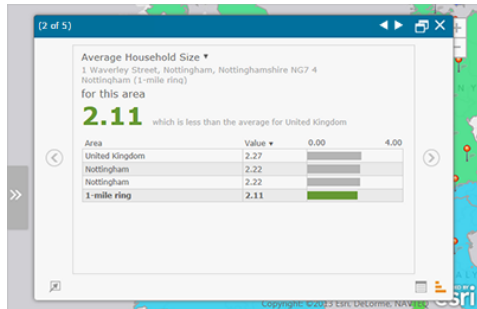 (2 of 5)
Average Household Size ▾
1 Waverley Street, Nottingham, Nottinghamshire NG7 4
Nottingham (1-mile ring)
for this area
2.11 which is less than the average for United Kingdom
Area Value ▾ 0.00 4.00
United Kingdom 2.27
Nottingham 2.22
Nottingham 2.22
1-mile ring 2.11
Copyright: ©2013 Esri, DeLorme, NAVTEQ
esri